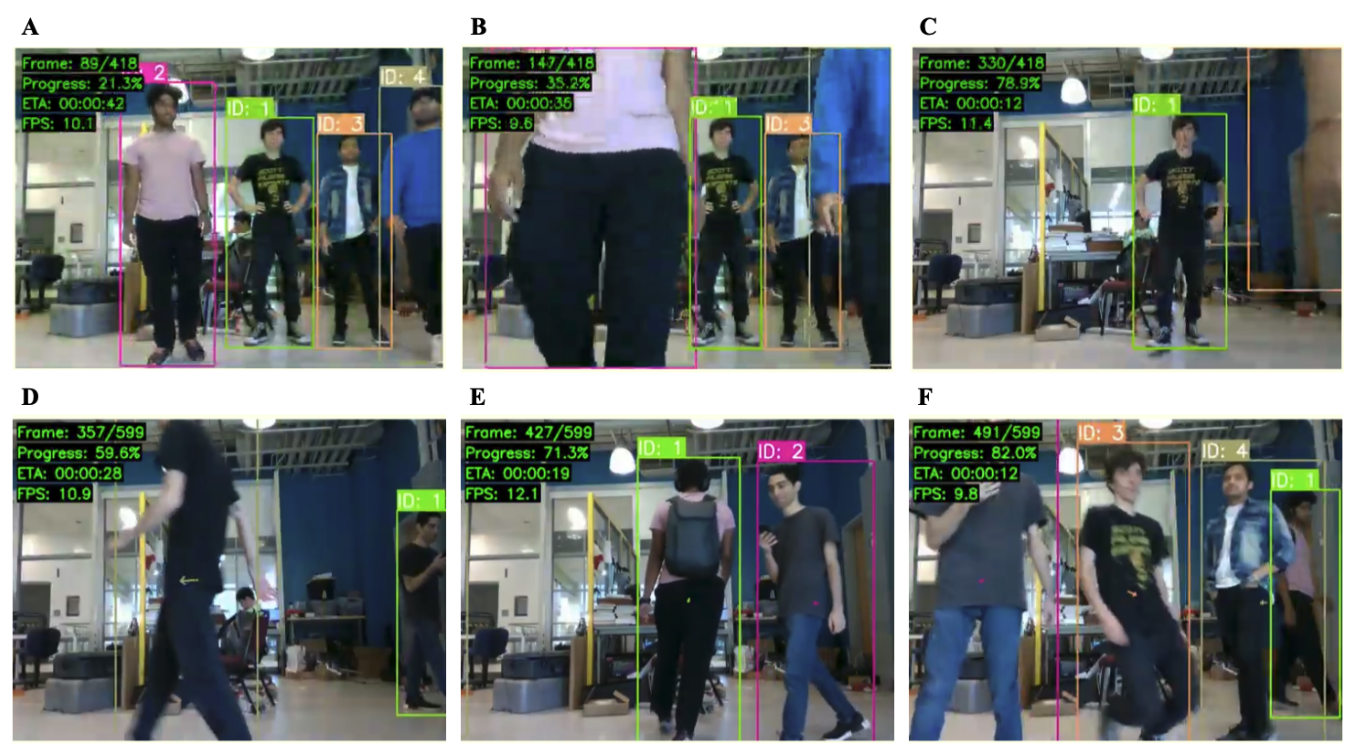 A
Frame: 89/418
Progress: 21.3%
ETA: 00:00:42
FPS: 10.1
2
ID: 1
ID: 3
ID: 4
B
Frame: 147/418
Progress: 35.2%
ETA: 00:00:36
FPS: 9.6
ID: 1
ID: 3
C
Frame: 330/418
Progress: 78.9%
ETA: 00:00:12
FPS: 11.4
ID: 1
D
Frame: 357/599
Progress: 59.6%
ETA: 00:00:28
FPS: 10.9
ID: 1
E
Frame: 427/599
Progress: 71.3%
ETA: 00:00:19
FPS: 12.1
ID: 1
ID: 2
F
Frame: 491/599
Progress: 82.0%
ETA: 00:00:12
FPS: 9.8
ID: 3
ID: 4
ID: 1